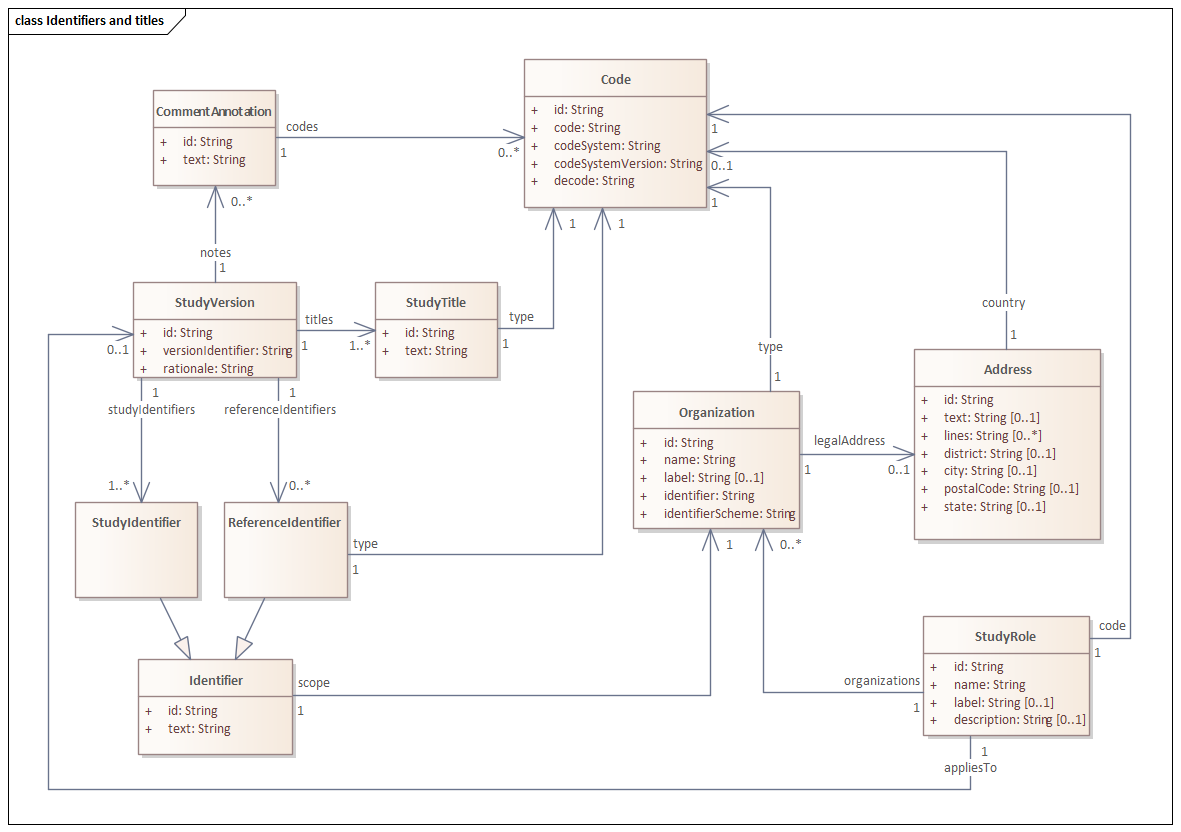 class Identifiers and titles
Code
+ id: String
+ code: String
+ codeSystem: String
+ codeSystemVersion: String
+ decode: String
CommentAnnotation
+ id: String
+ text: String
codes
1
0..*
1
0..1
1
0..*
notes
1
1
1
StudyVersion
+ id: String
+ versionIdentifier: String
+ rationale: String
titles
1
1..*
StudyTitle
+ id: String
+ text: String
type
1
0..1
country
1
type
1
Address
+ id: String
+ text: String [0..1]
+ lines: String [0..*]
+ district: String [0..1]
+ city: String [0..1]
+ postalCode: String [0..1]
+ state: String [0..1]
Organization
+ id: String
+ name: String
+ label: String [0..1]
+ identifier: String
+ identifierScheme: String
legalAddress
1
0..1
1
studyIdentifiers
1..*
1
referenceIdentifiers
0..*
StudyIdentifier
ReferenceIdentifier
type
1
1
0..*
Identifier
+ id: String
+ text: String
scope
1
StudyRole
+ id: String
+ name: String
+ label: String [0..1]
+ description: String [0..1]
code
1
organizations
1
1
appliesTo